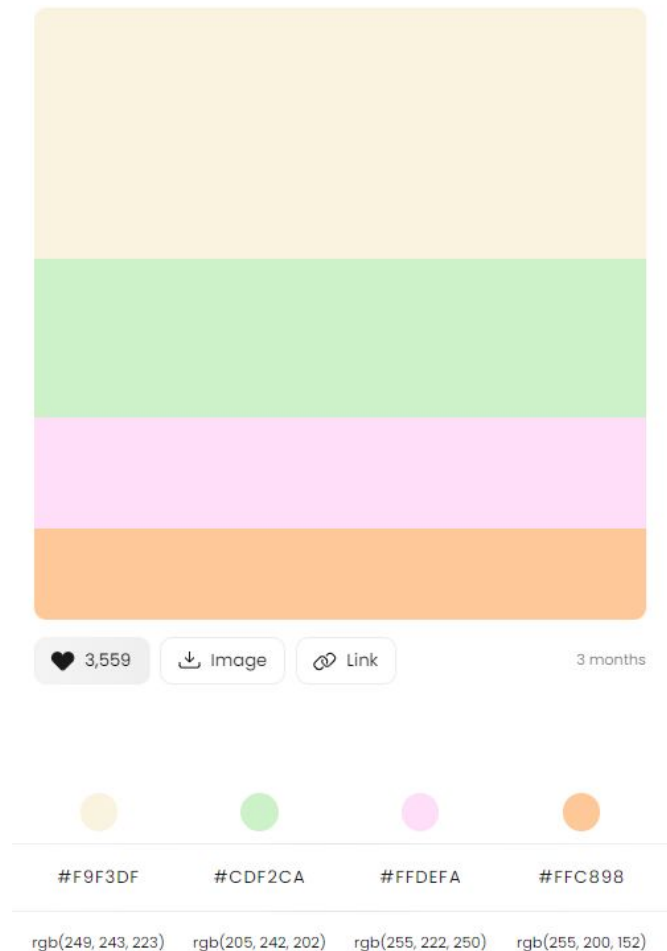 3,559 Image Link 3 months
#F9F3DF #CDF2CA #FFDEFA #FFC898
rgb(249, 243, 223) rgb(205, 242, 202) rgb(255, 222, 250) rgb(255, 200, 152)